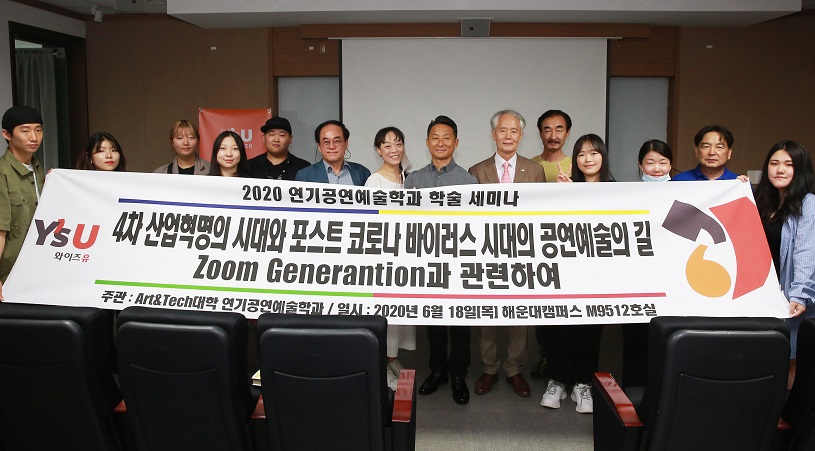 2020 연기공연예술학과 학술 세미나
4차 산업혁명의 시대와 포스트 코로나 바이러스 시대의 공연예술의 길
Zoom Generantion과 관련하여
Y'sU
와이즈유
주관 : Art&Tech대학 연기공연예술학과 / 일시 : 2020년 6월 18일[목] 해운대캠퍼스 M9512호실